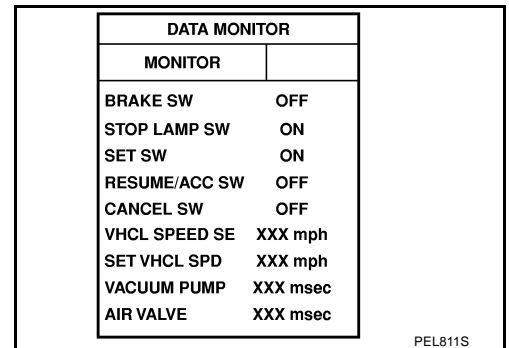 DATA MONITOR
MONITOR
BRAKE SW OFF
STOP LAMP SW ON
SET SW ON
RESUME/ACC SW OFF
CANCEL SW OFF
VHCL SPEED SE XXX mph
SET VHCL SPD XXX mph
VACUUM PUMP XXX msec
AIR VALVE XXX msec
PEL811S